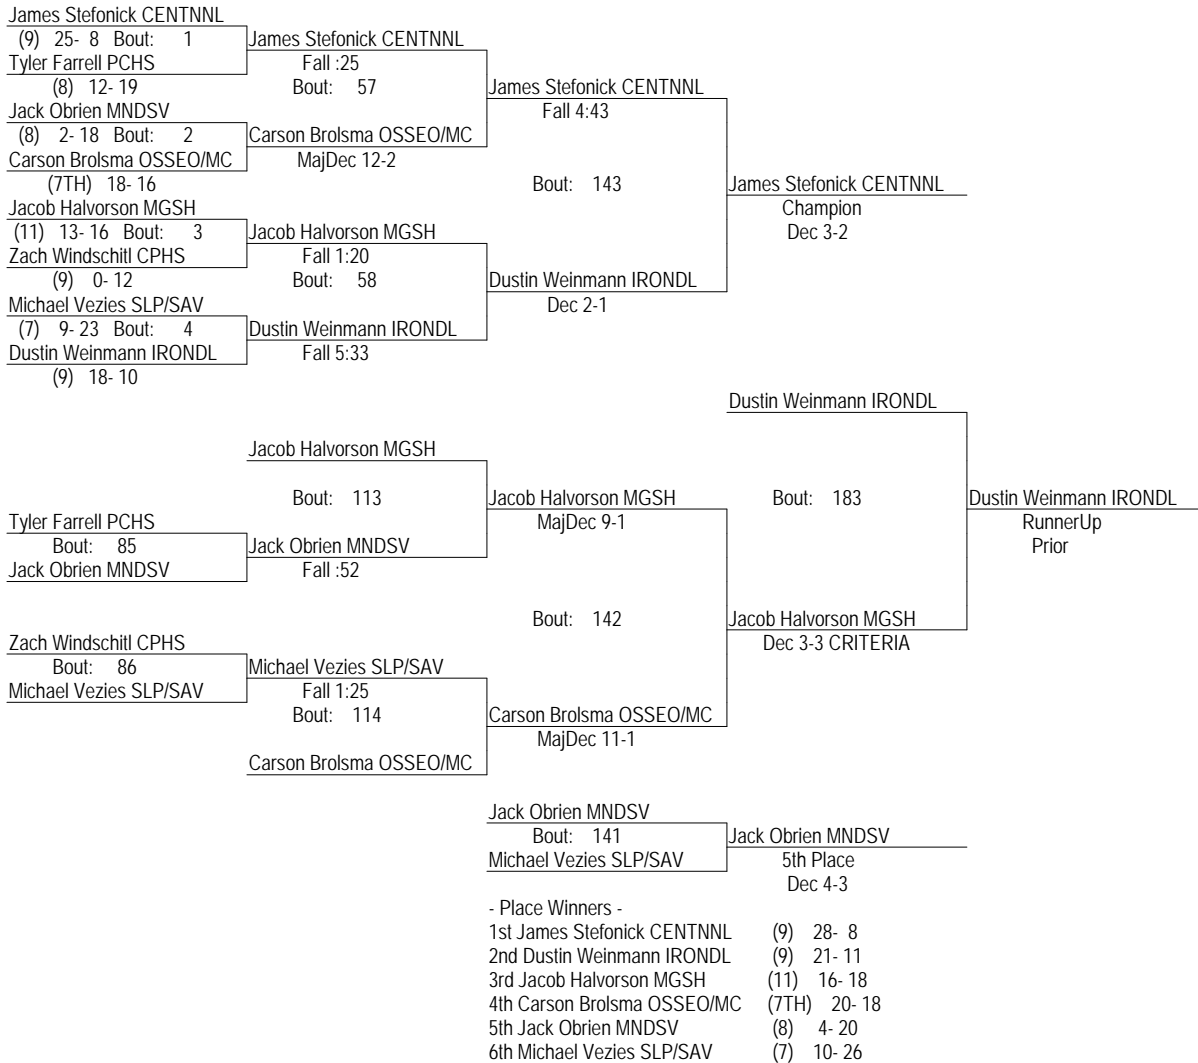 James Stefonick CENTNNL
(9) 25- 8 Bout: 1
James Stefonick CENTNNL
Tyler Farrell PCHS
Fall :25
(8) 12- 19
Bout: 57
James Stefonick CENTNNL
Jack Obrien MNDSV
Fall 4:43
(8) 2- 18 Bout: 2
Carson Brolsma OSSEO/MC
Carson Brolsma OSSEO/MC
MajDec 12-2
(7TH) 18- 16
Bout: 143
James Stefonick CENTNNL
Jacob Halvorson MGSH
Champion
(11) 13- 16 Bout: 3
Jacob Halvorson MGSH
Dec 3-2
Zach Windschitl CPHS
Fall 1:20
(9) 0- 12
Bout: 58
Dustin Weinmann IRONDL
Michael Vezies SLP/SAV
Dec 2-1
(7) 9- 23 Bout: 4
Dustin Weinmann IRONDL
Dustin Weinmann IRONDL
Fall 5:33
(9) 18- 10
Dustin Weinmann IRONDL
Jacob Halvorson MGSH
Bout: 113
Jacob Halvorson MGSH
Bout: 183
Dustin Weinmann IRONDL
Tyler Farrell PCHS
MajDec 9-1
RunnerUp
Bout: 85
Jack Obrien MNDSV
Prior
Jack Obrien MNDSV
Fall :52
Bout: 142
Jacob Halvorson MGSH
Zach Windschitl CPHS
Dec 3-3 CRITERIA
Bout: 86
Michael Vezies SLP/SAV
Michael Vezies SLP/SAV
Fall 1:25
Bout: 114
Carson Brolsma OSSEO/MC
MajDec 11-1
Carson Brolsma OSSEO/MC
Jack Obrien MNDSV
Bout: 141
Jack Obrien MNDSV
Michael Vezies SLP/SAV
5th Place
Dec 4-3
- Place Winners -
1st James Stefonick CENTNNL (9) 28- 8
2nd Dustin Weinmann IRONDL (9) 21- 11
3rd Jacob Halvorson MGSH (11) 16- 18
4th Carson Brolsma OSSEO/MC (7TH) 20- 18
5th Jack Obrien MNDSV (8) 4- 20
6th Michael Vezies SLP/SAV (7) 10- 26